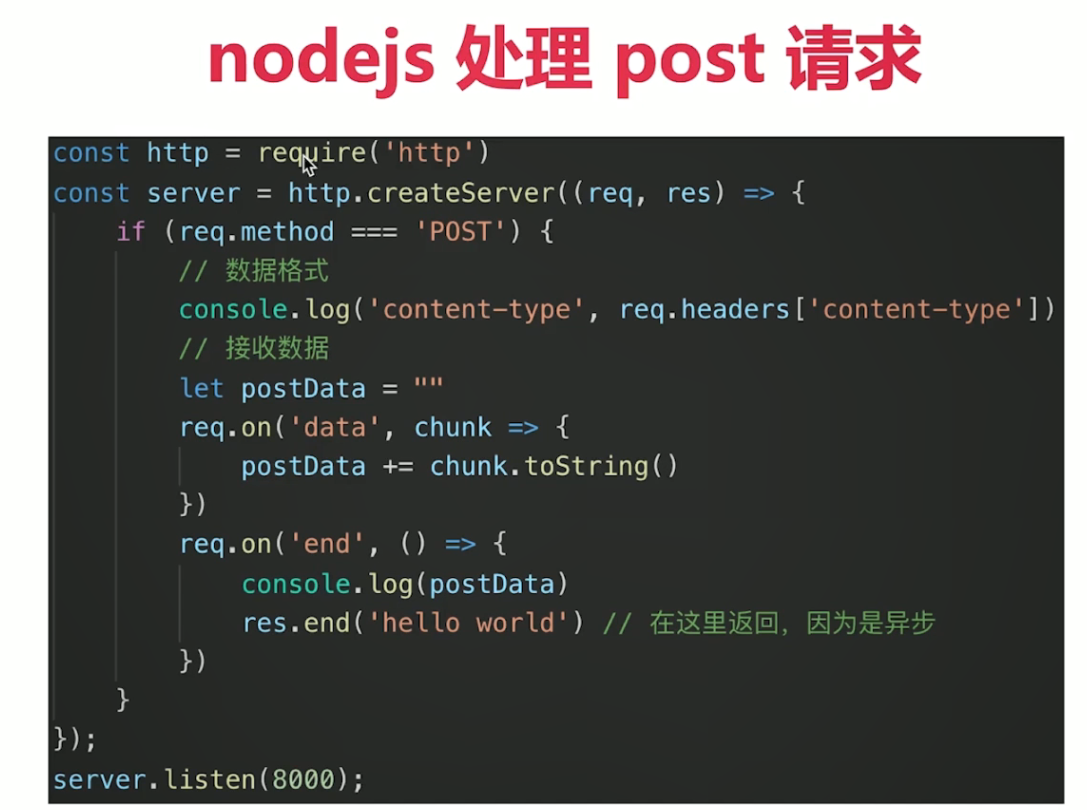 nodejs 处理 post 请求
const http = require('http')
const server = http.createServer((req, res) => {
    if (req.method === 'POST') {
        // 数据格式
        console.log('content-type', req.headers['content-type'])
        // 接收数据
        let postData = ""
        req.on('data', chunk => {
            postData += chunk.toString()
        })
        req.on('end', () => {
            console.log(postData)
            res.end('hello world') // 在这里返回，因为是异步
        })
    }
});
server.listen(8000);